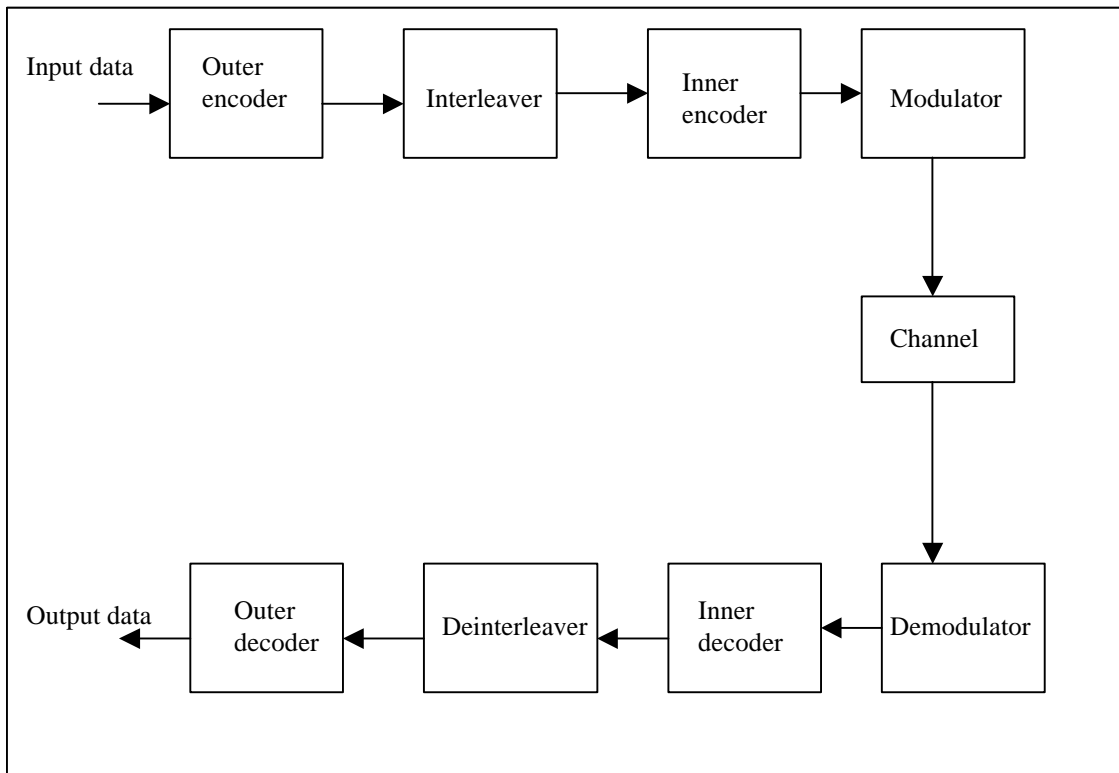 Input data
Outer
encoder
Interleaver
Inner
encoder
Modulator
Channel
Output data
Outer
decoder
Deinterleaver
Inner
decoder
Demodulator